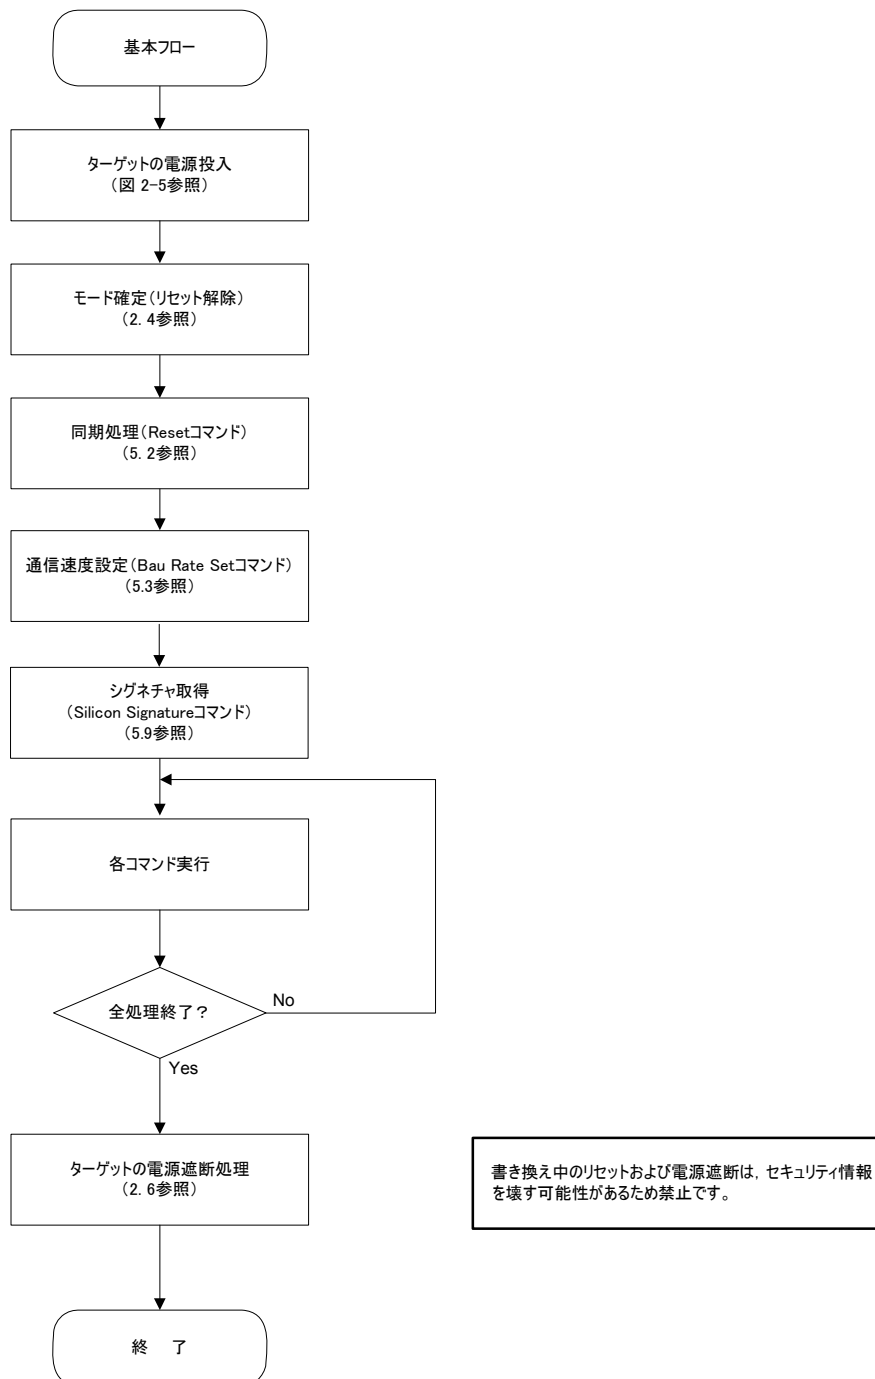 基本フロー
ターゲットの電源投入
（図 2-5参照）
モード確定（リセット解除）
（2. 4参照）
同期処理（Resetコマンド）
（5. 2参照）
通信速度設定（Bau Rate Setコマンド）
（5.3参照）
シグネチャ取得
（Silicon Signatureコマンド）
（5.9参照）
各コマンド実行
全処理終了？
No
Yes
ターゲットの電源遮断処理
（2. 6参照）
書き換え中のリセットおよび電源遮断は, セキュリティ情報
を壊す可能性があるため禁止です。
終　了